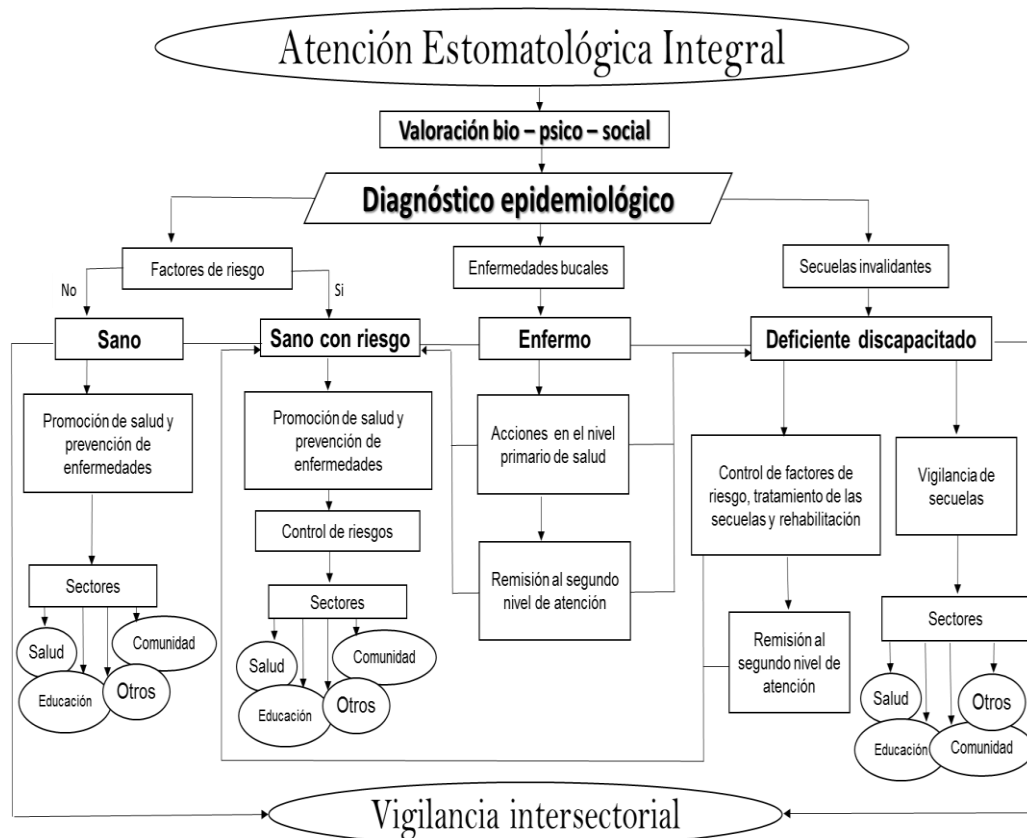 Atención Estomatológica Integral
Valoración bio – psico – social
Diagnóstico epidemiológico
Factores de riesgo
Enfermedades bucales
Secuelas invalidantes
No
Si
Sano
Sano con riesgo
Enfermo
Deficiente discapacitado
Promoción de salud y
prevención de
enfermedades
Sectores
Salud
Comunidad
Educación
Otros
Promoción de salud y
prevención de
enfermedades
Control de riesgos
Sectores
Salud
Comunidad
Educación
Otros
Acciones en el nivel
primario de salud
Remisión al segundo
nivel de atención
Control de factores de
riesgo, tratamiento de las
secuelas y rehabilitación
Remisión al
segundo nivel de
atención
Vigilancia de
secuelas
Sectores
Salud
Otros
Educación
Comunidad
Vigilancia intersectorial